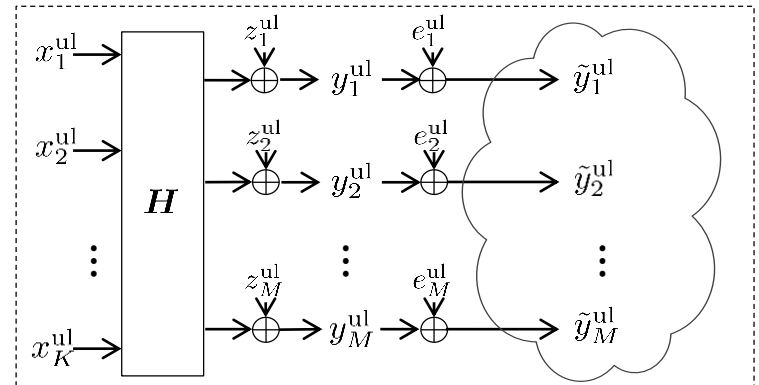 x_1^{ul} z_1^{ul} y_1^{ul} e_1^{ul} ỹ_1^{ul}
x_2^{ul} z_2^{ul} y_2^{ul} e_2^{ul} ỹ_2^{ul}
H
⋮ ⋮ ⋮
x_K^{ul} z_M^{ul} y_M^{ul} e_M^{ul} ỹ_M^{ul}